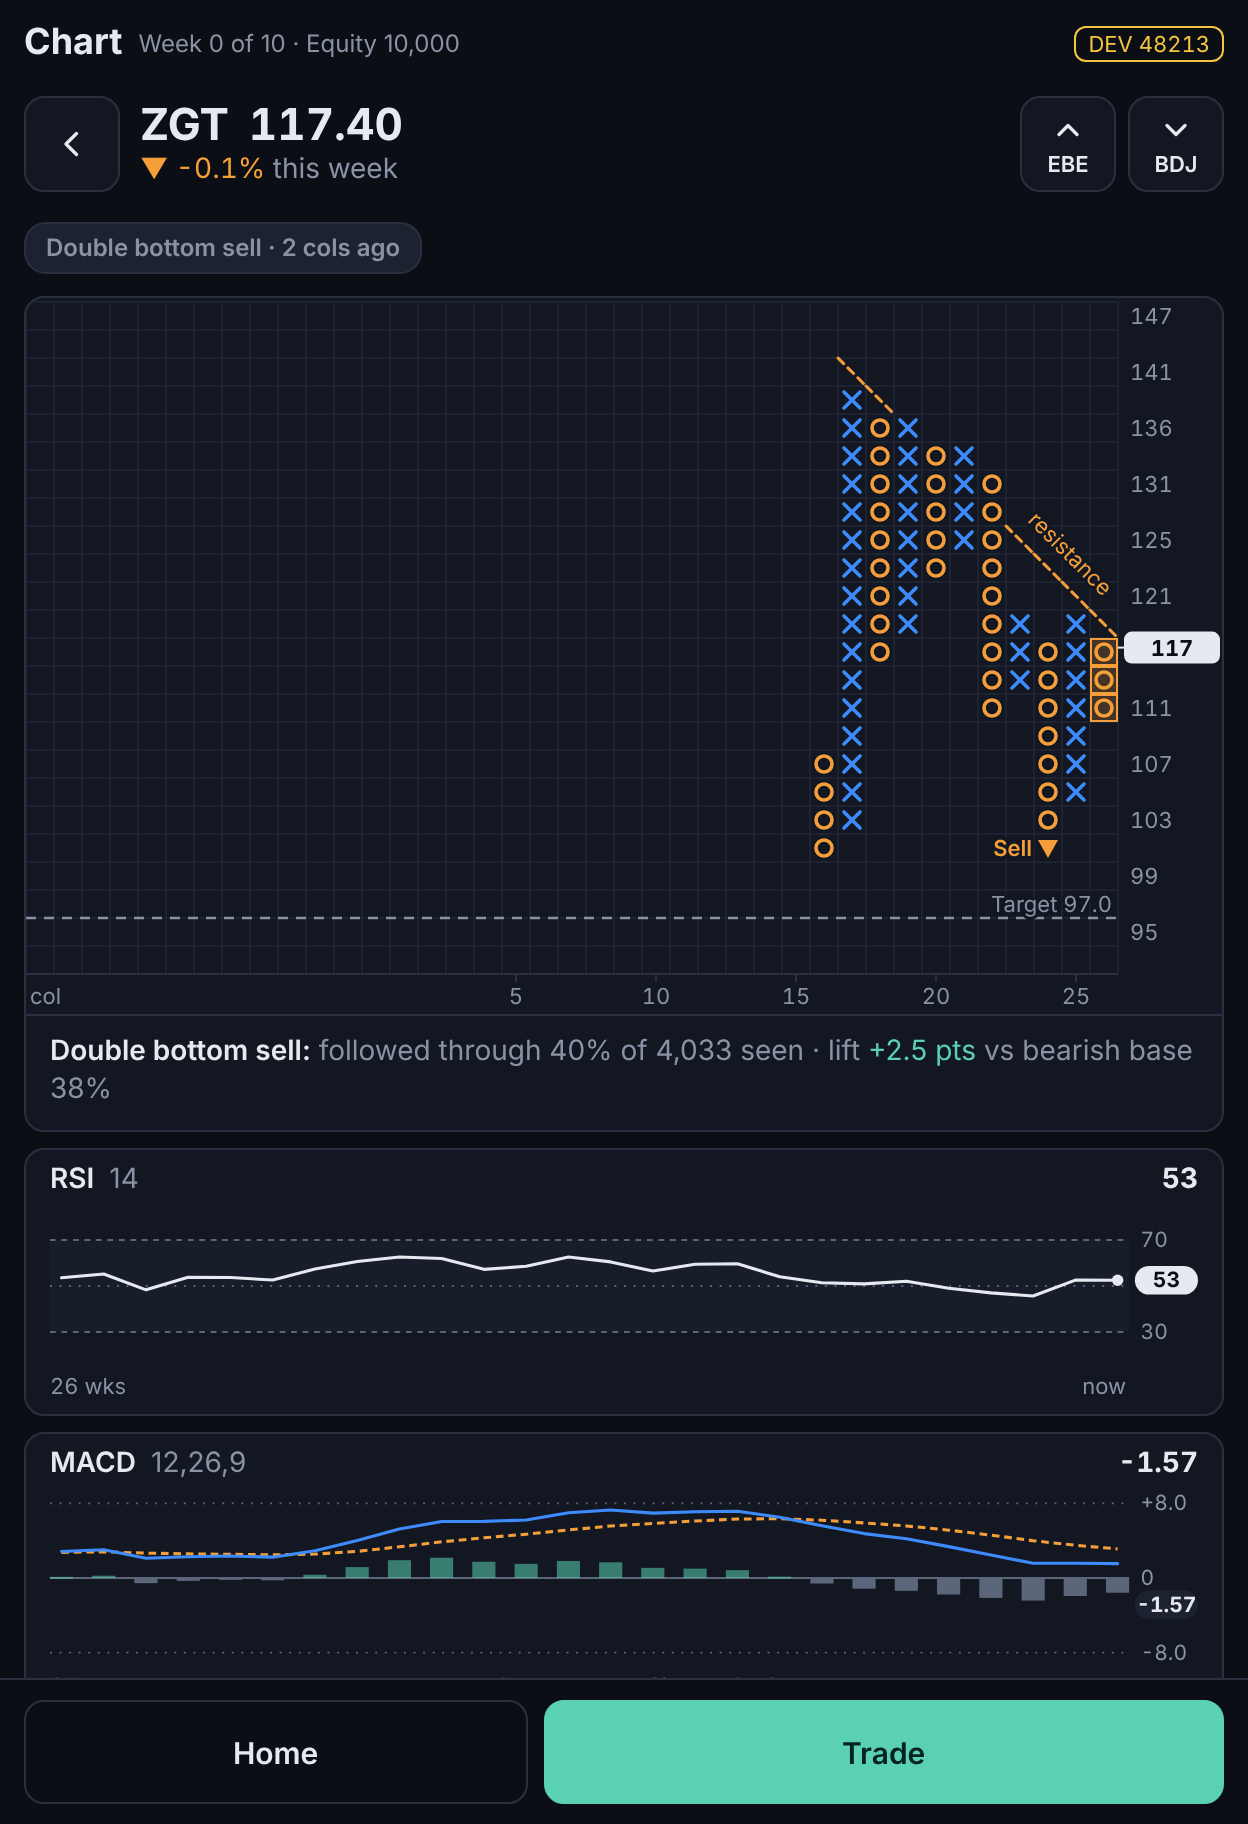 Chart Week 0 of 10 · Equity 10,000 DEV 48213
ZGT 117.40
▼ -0.1% this week
EBE
BDJ
Double bottom sell · 2 cols ago
147
141
136
131
resistance
125
121
117
111
107
103
Sell ▼
99
Target 97.0
95
col 5 10 15 20 25
Double bottom sell: followed through 40% of 4,033 seen · lift +2.5 pts vs bearish base
38%
RSI 14 53
70
53
30
26 wks now
MACD 12,26,9 -1.57
+8.0
0
-1.57
-8.0
Home
Trade